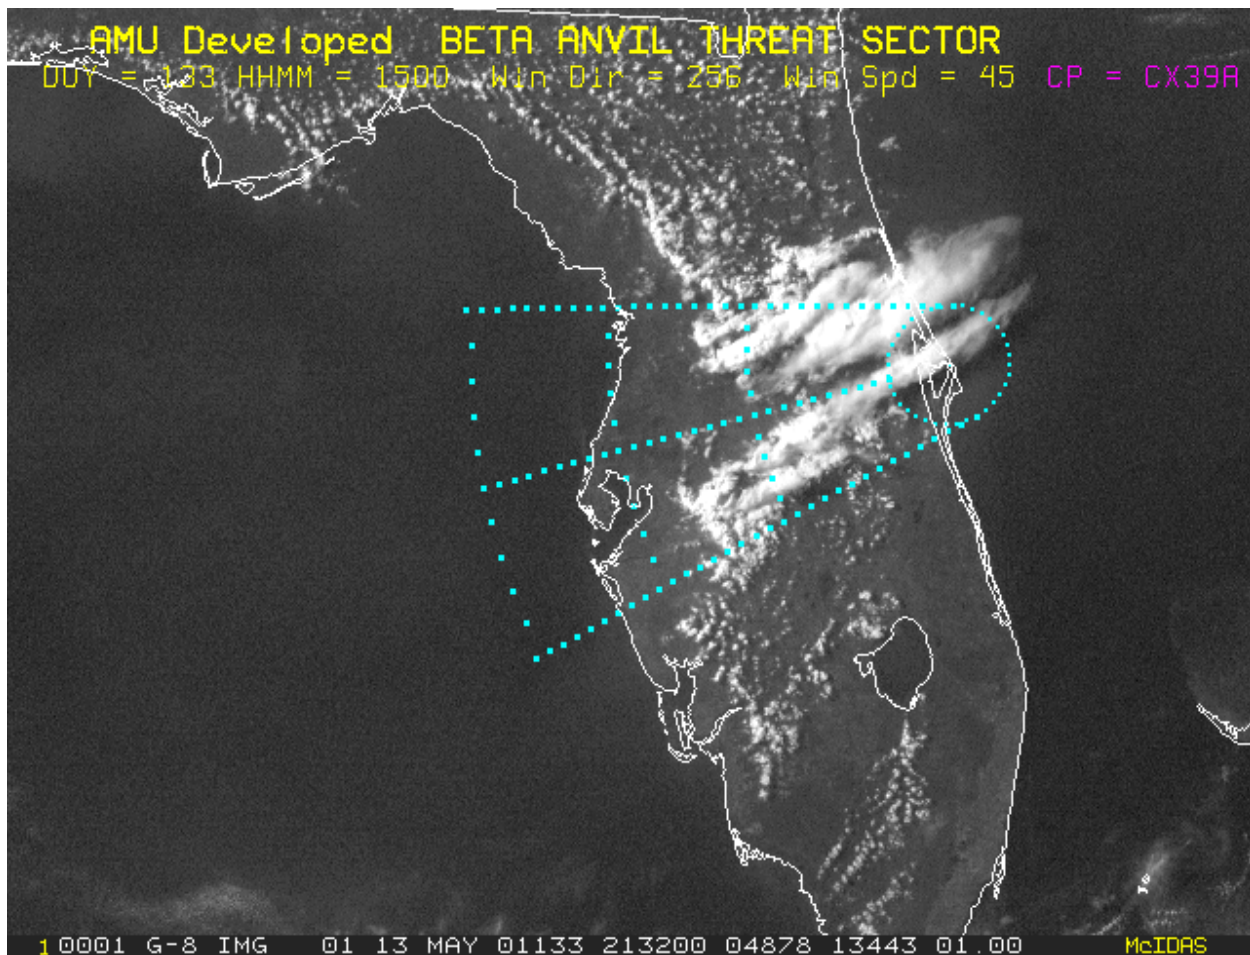 AMU Developed BETA ANVIL THREAT SECTOR
DOY = 133 HHMM = 1500 Win Dir = 256 Win Spd = 45 CP = CX39A
1 0001 G-8 IMG 01 13 MAY 01133 213200 04878 13443 01.00 McIDAS